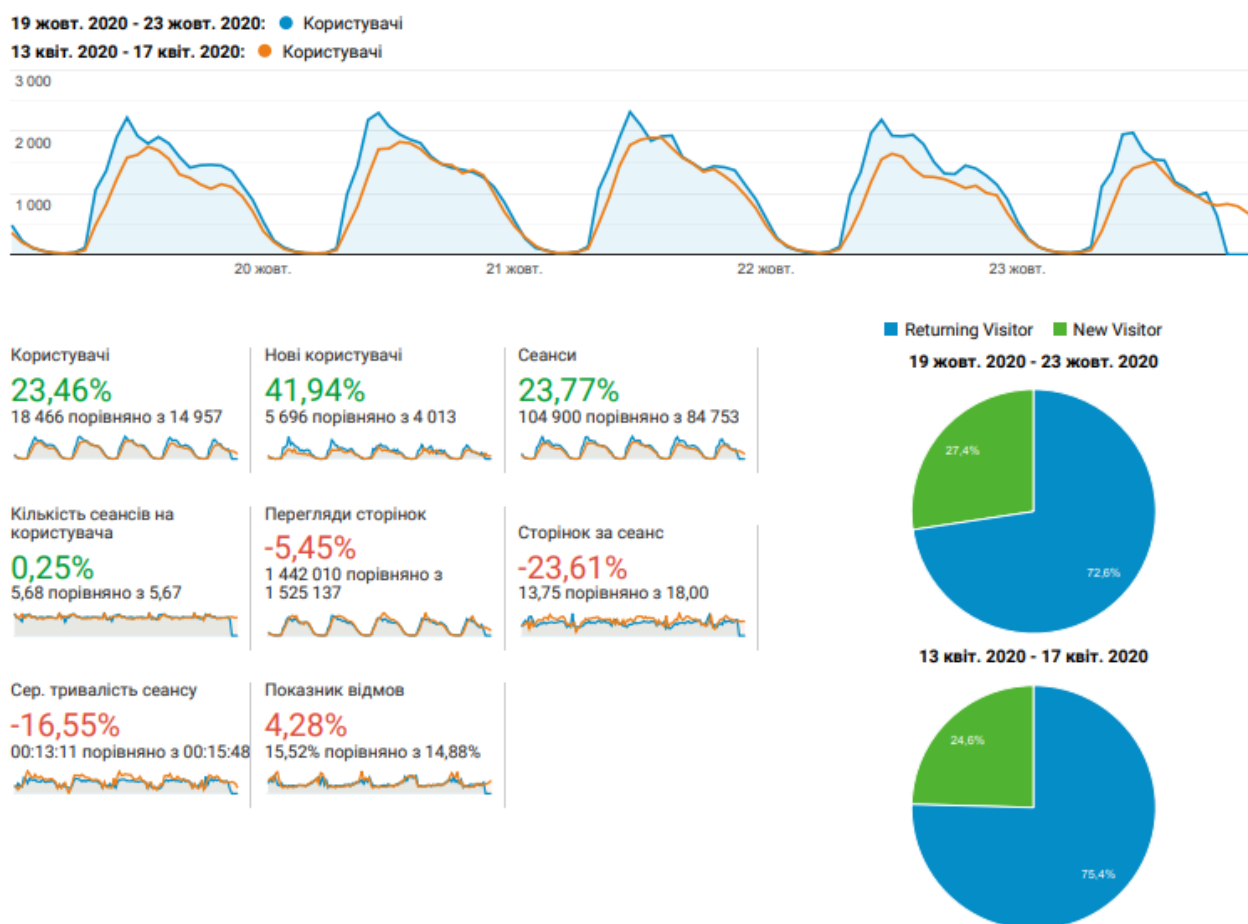 19 жовт. 2020 - 23 жовт. 2020: Користувачі
13 квіт. 2020 - 17 квіт. 2020: Користувачі
3 000
2 000
1 000
20 жовт.
21 жовт.
22 жовт.
23 жовт.
Користувачі
23,46%
18 466 порівняно з 14 957
Нові користувачі
41,94%
5 696 порівняно з 4 013
Сеанси
23,77%
104 900 порівняно з 84 753
Кількість сеансів на
користувача
0,25%
5,68 порівняно з 5,67
Перегляди сторінок
-5,45%
1 442 010 порівняно з
1 525 137
Сторінок за сеанс
-23,61%
13,75 порівняно з 18,00
Сер. тривалість сеансу
-16,55%
00:13:11 порівняно з 00:15:48
Показник відмов
4,28%
15,52% порівняно з 14,88%
Returning Visitor New Visitor
19 жовт. 2020 - 23 жовт. 2020
27,4%
72,6%
13 квіт. 2020 - 17 квіт. 2020
24,6%
75,4%